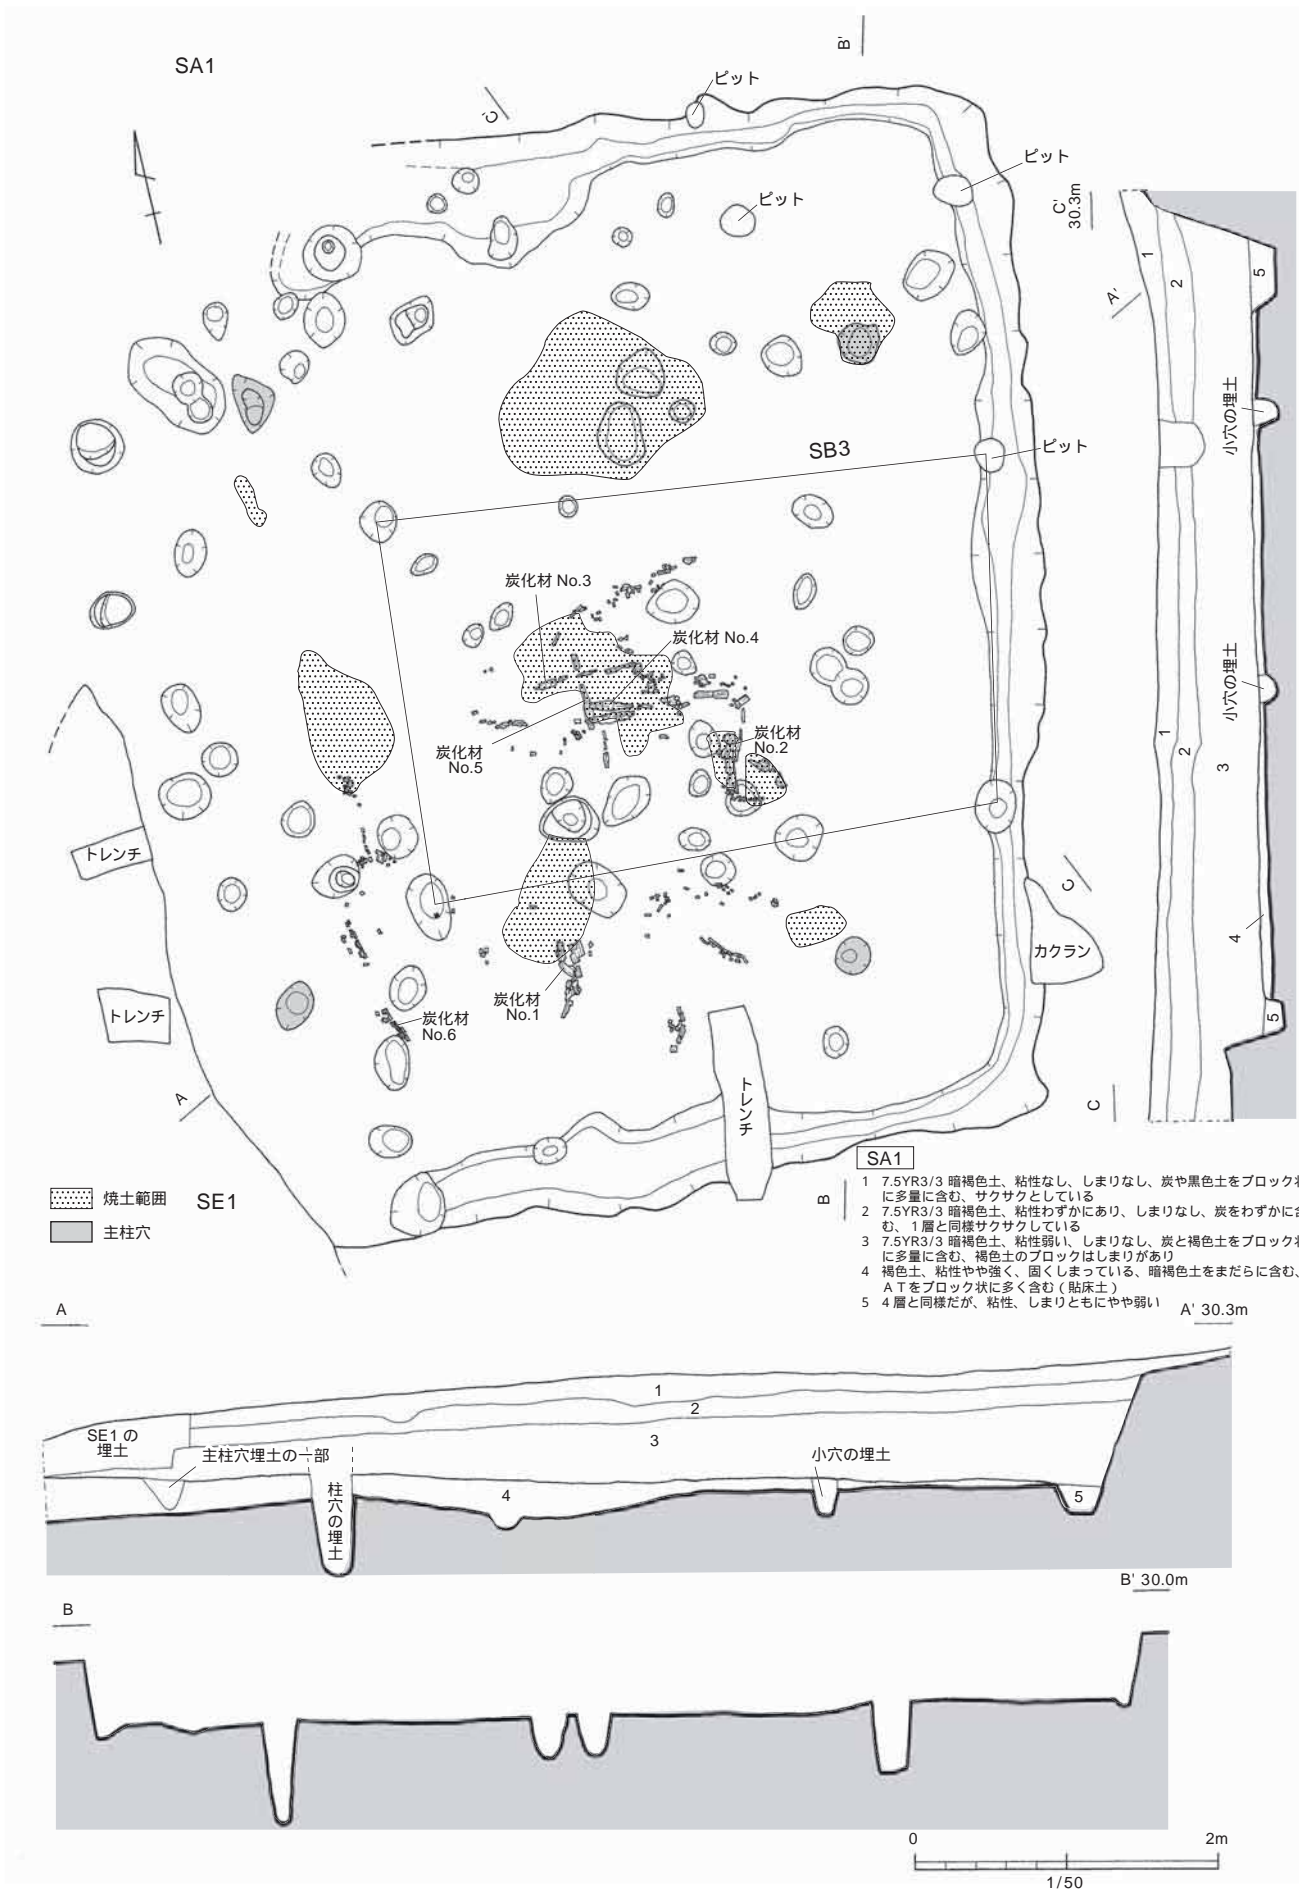 SA1
B'
C'
ピット
ピット
ピット
C'
30.3m
A'
1
2
5
小穴の埋土
SB3
ピット
炭化材 No.3
炭化材 No.4
小穴の埋土
炭化材
No.2
炭化材
No.5
1
2
3
トレンチ
C
4
カクラン
炭化材
No.1
トレンチ
炭化材
No.6
5
A
トレンチ
C
B
焼土範囲
SE1
主柱穴
SA1
1 7.5YR3/3 暗褐色土、粘性なし、しまりなし、炭や黒色土をブロック状
に多量に含む、サクサクとしている
2 7.5YR3/3 暗褐色土、粘性わずかにあり、しまりなし、炭をわずかに含
む、1層と同様サクサクしている
3 7.5YR3/3 暗褐色土、粘性弱い、しまりなし、炭と褐色土をブロック状
に多量に含む、褐色土のブロックはしまりがあり
4 褐色土、粘性やや強く、固くしまっている、暗褐色土をまだらに含む、
ATをブロック状に多く含む（貼床土）
5 4層と同様だが、粘性、しまりともにやや弱い
A
A' 30.3m
1
2
3
SE1の
埋土
主柱穴埋土の一部
小穴の埋土
柱穴の埋土
4
5
B' 30.0m
B
0 2m
1/50